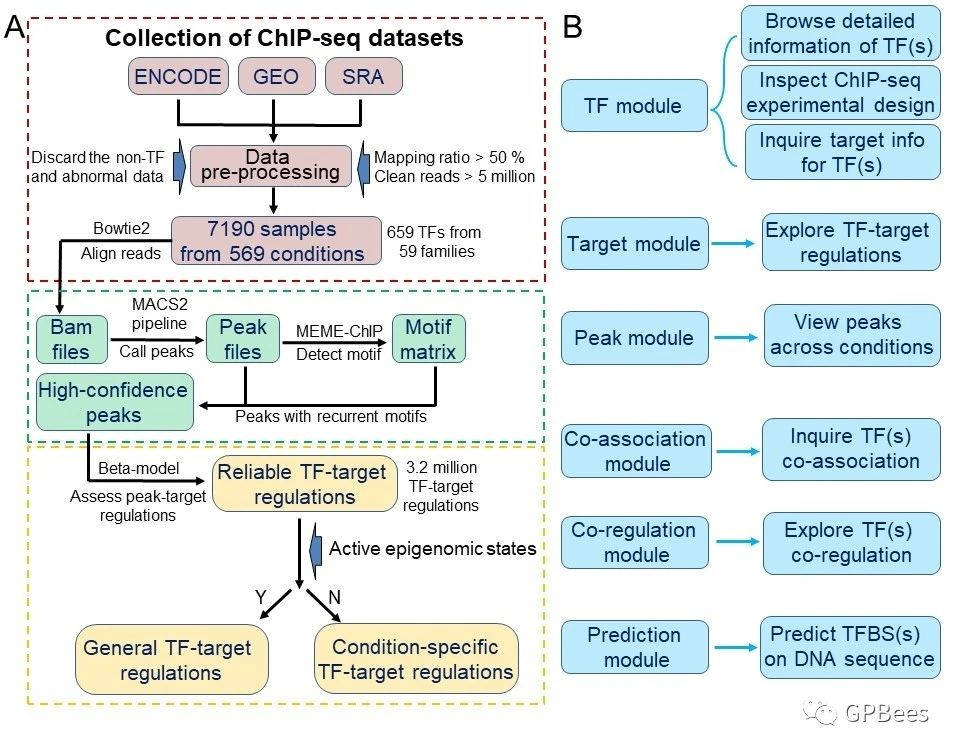 A
Collection of ChIP-seq datasets
ENCODE
GEO
SRA
Discard the non-TF
and abnormal data
Data
pre-processing
Mapping ratio > 50 %
Clean reads > 5 million
Bowtie2
Align reads
7190 samples
from 569 conditions
659 TFs from
59 families
Bam
files
MACS2
pipeline
Call peaks
Peak
files
MEME-ChIP
Detect motif
Motif
matrix
High-confidence
peaks
Peaks with recurrent motifs
Beta-model
Assess peak-target
regulations
Reliable TF-target
regulations
3.2 million
TF-target
regulations
Active epigenomic states
Y
N
General TF-target
regulations
Condition-specific
TF-target regulations
B
TF module
Browse detailed
information of TF(s)
Inspect ChIP-seq
experimental design
Inquire target info
for TF(s)
Target module
Explore TF-target
regulations
Peak module
View peaks
across conditions
Co-association
module
Inquire TF(s)
co-association
Co-regulation
module
Explore TF(s)
co-regulation
Prediction
module
Predict TFBS(s)
on DNA sequence
GPBees